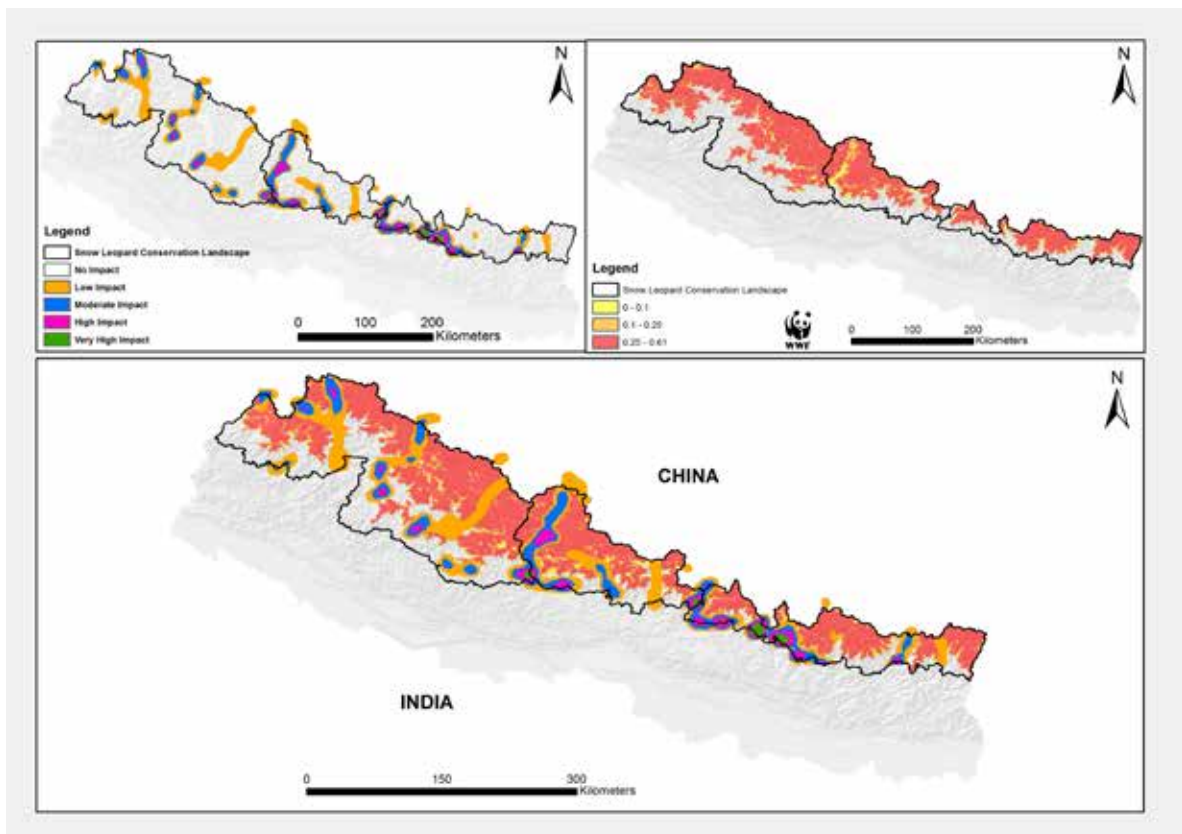 N
Legend
Snow Leopard Conservation Landscape
No Impact
Low Impact
Moderate Impact
High Impact
Very High Impact
0 100 200
Kilometers
N
Legend
Snow Leopard Conservation Landscape
0 - 0.1
0.1 - 0.25
0.25 - 0.61
WWF
0 100 200
Kilometers
N
CHINA
INDIA
0 150 300
Kilometers